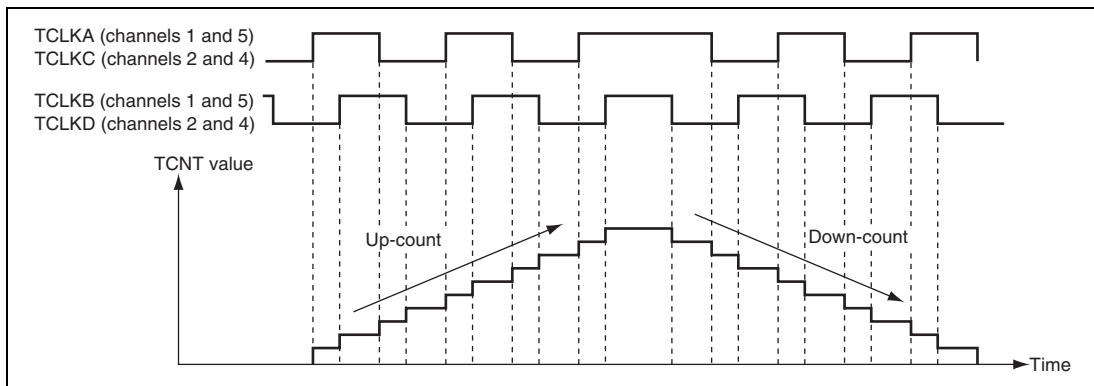 TCLKA (channels 1 and 5)
TCLKC (channels 2 and 4)
TCLKB (channels 1 and 5)
TCLKD (channels 2 and 4)
TCNT value
Up-count
Down-count
Time